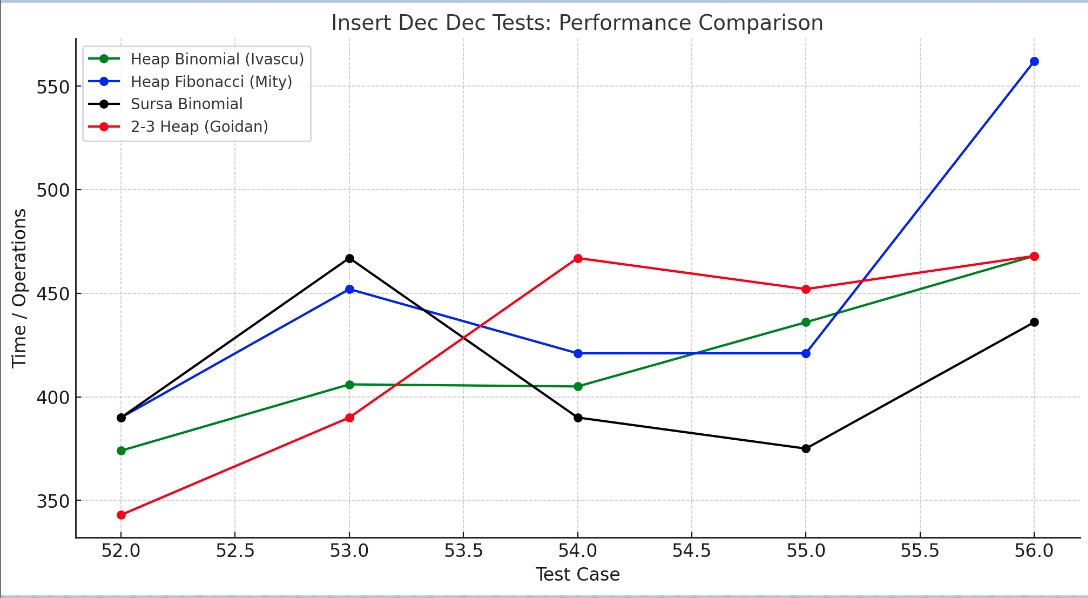 Insert Dec Dec Tests: Performance Comparison
Heap Binomial (Ivascu)
Heap Fibonacci (Mity)
Sursa Binomial
2-3 Heap (Goidan)
Time / Operations
550
500
450
400
350
52.0 52.5 53.0 53.5 54.0 54.5 55.0 55.5 56.0
Test Case